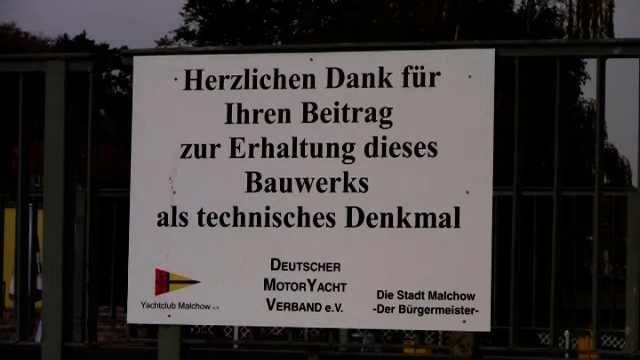 Herzlichen Dank für
Ihren Beitrag
zur Erhaltung dieses
Bauwerks
als technisches Denkmal
Yachtclub Malchow e.V.
DEUTSCHER
MOTORYACHT
VERBAND e.V.
Die Stadt Malchow
-Der Bürgermeister-